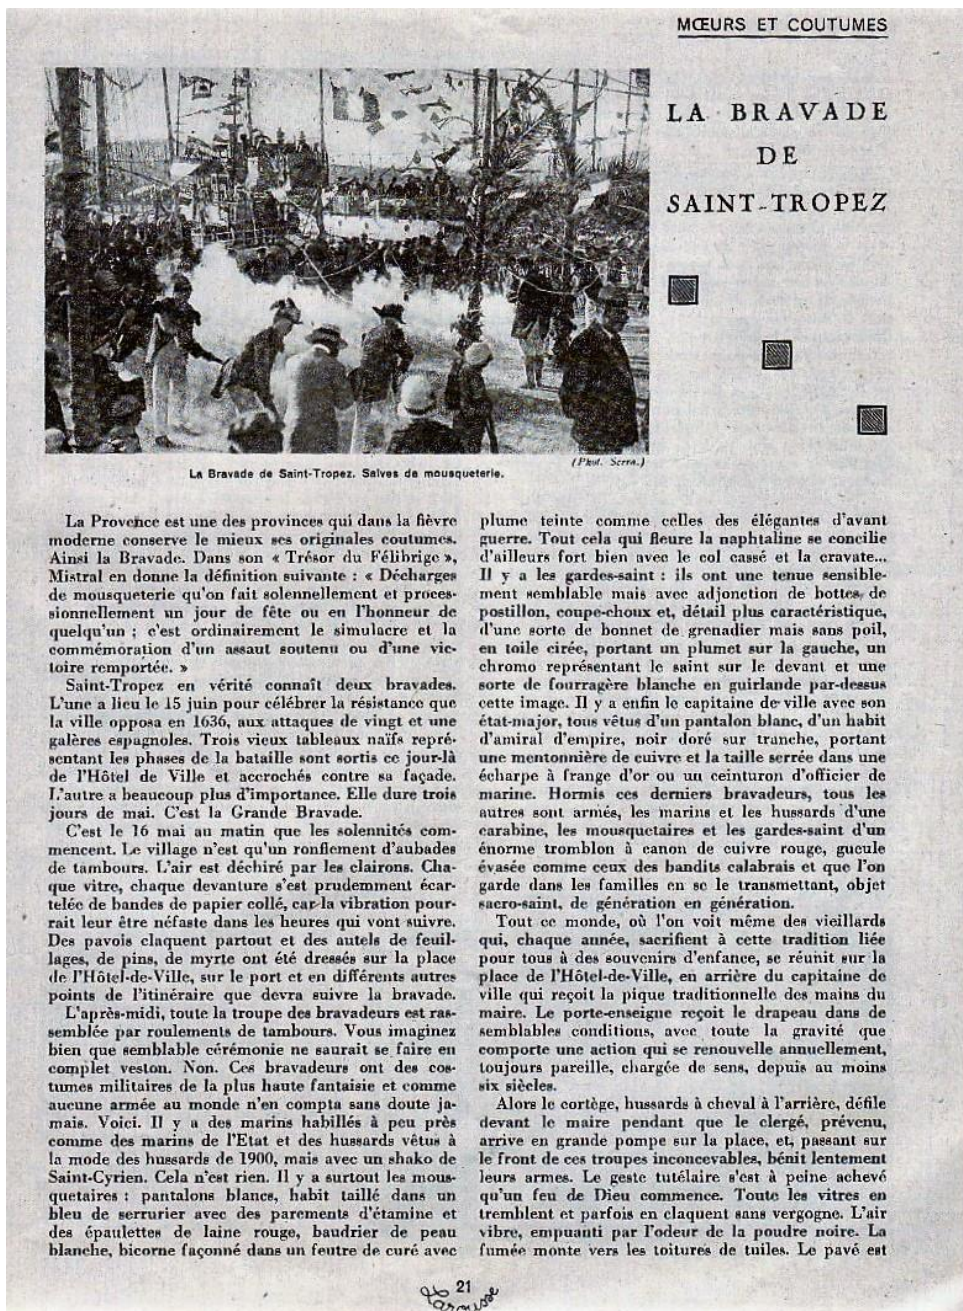 MŒURS ET COUTUMES
LA BRAVADE
DE
SAINT-TROPEZ
(Phot. Serra.)
La Bravade de Saint-Tropez. Salves de mousqueterie.
La Provence est une des provinces qui dans la fièvre
moderne conserve le mieux ses originales coutumes.
Ainsi la Bravade. Dans son « Trésor du Félibrige »,
Mistral en donne la définition suivante : « Décharges
de mousqueterie qu'on fait solennellement et proces-
sionnellement un jour de fête ou en l'honneur de
quelqu'un ; c'est ordinairement le simulacre et la
commémoration d'un assaut soutenu ou d'une vic-
toire remportée. »
Saint-Tropez en vérité connaît deux bravades.
L'une a lieu le 15 juin pour célébrer la résistance que
la ville opposa en 1636, aux attaques de vingt et une
galères espagnoles. Trois vieux tableaux naïfs repré-
sentant les phases de la bataille sont sortis ce jour-là
de l'Hôtel de Ville et accrochés contre sa façade.
L'autre a beaucoup plus d'importance. Elle dure trois
jours de mai. C'est la Grande Bravade.
C'est le 16 mai au matin que les solennités com-
mencent. Le village n'est qu'un ronflement d'aubades
de tambours. L'air est déchiré par les clairons. Cha-
que vitre, chaque devanture s'est prudemment écar-
telée de bandes de papier collé, car la vibration pour-
rait leur être néfaste dans les heures qui vont suivre.
Des pavois claquent partout et des autels de feuil-
lages, de pins, de myrte ont été dressés sur la place
de l'Hôtel-de-Ville, sur le port et en différents autres
points de l'itinéraire que devra suivre la bravade.
L'après-midi, toute la troupe des bravadeurs est ras-
semblée par roulements de tambours. Vous imaginez
bien que semblable cérémonie ne saurait se faire en
complet veston. Non. Ces bravadeurs ont des cos-
tumes militaires de la plus haute fantaisie et comme
aucune armée au monde n'en compta sans doute ja-
mais. Voici. Il y a des marins habillés à peu près
comme des marins de l'Etat et des hussards vêtus à
la mode des hussards de 1900, mais avec un shako de
Saint-Cyrien. Cela n'est rien. Il y a surtout les mous-
quetaires : pantalons blancs, habit taillé dans un
bleu de serrurier avec des parements d'étamine et
des épaulettes de laine rouge, baudrier de peau
blanche, bicorne façonné dans un feutre de curé avec
plume teinte comme celles des élégantes d'avant
guerre. Tout cela qui fleure la naphtaline se concilie
d'ailleurs fort bien avec le col cassé et la cravate...
Il y a les gardes-saint : ils ont une tenue sensible-
ment semblable mais avec adjonction de bottes de
postillon, coupe-choux et, détail plus caractéristique,
d'une sorte de bonnet de grenadier mais sans poil,
en toile cirée, portant un plumet sur la gauche, un
chromo représentant le saint sur le devant et une
sorte de fourragère blanche en guirlande par-dessus
cette image. Il y a enfin le capitaine de ville avec son
état-major, tous vêtus d'un pantalon blanc, d'un habit
d'amiral d'empire, noir doré sur tranche, portant
une mentonnière de cuivre et la taille serrée dans une
écharpe à frange d'or ou un ceinturon d'officier de
marine. Hormis ces derniers bravadeurs, tous les
autres sont armés, les marins et les hussards d'une
carabine, les mousquetaires et les gardes-saint d'un
énorme tromblon à canon de cuivre rouge, gueule
évasée comme ceux des bandits calabrais et que l'on
garde dans les familles en se le transmettant, objet
sacro-saint, de génération en génération.
Tout ce monde, où l'on voit même des vieillards
qui, chaque année, sacrifient à cette tradition liée
pour tous à des souvenirs d'enfance, se réunit sur la
place de l'Hôtel-de-Ville, en arrière du capitaine de
ville qui reçoit la pique traditionnelle des mains du
maire. Le porte-enseigne reçoit le drapeau dans de
semblables conditions, avec toute la gravité que
comporte une action qui se renouvelle annuellement,
toujours pareille, chargée de sens, depuis au moins
six siècles.
Alors le cortège, hussards à cheval à l'arrière, défile
devant le maire pendant que le clergé, prévenu,
arrive en grande pompe sur la place, et, passant sur
le front de ces troupes inconcevables, bénit lentement
leurs armes. Le geste tutélaire s'est à peine achevé
qu'un feu de Dieu commence. Toute les vitres en
tremblent et parfois en claquent sans vergogne. L'air
vibre, empuanti par l'odeur de la poudre noire. La
fumée monte vers les toitures de tuiles. Le pavé est
21
Larousse